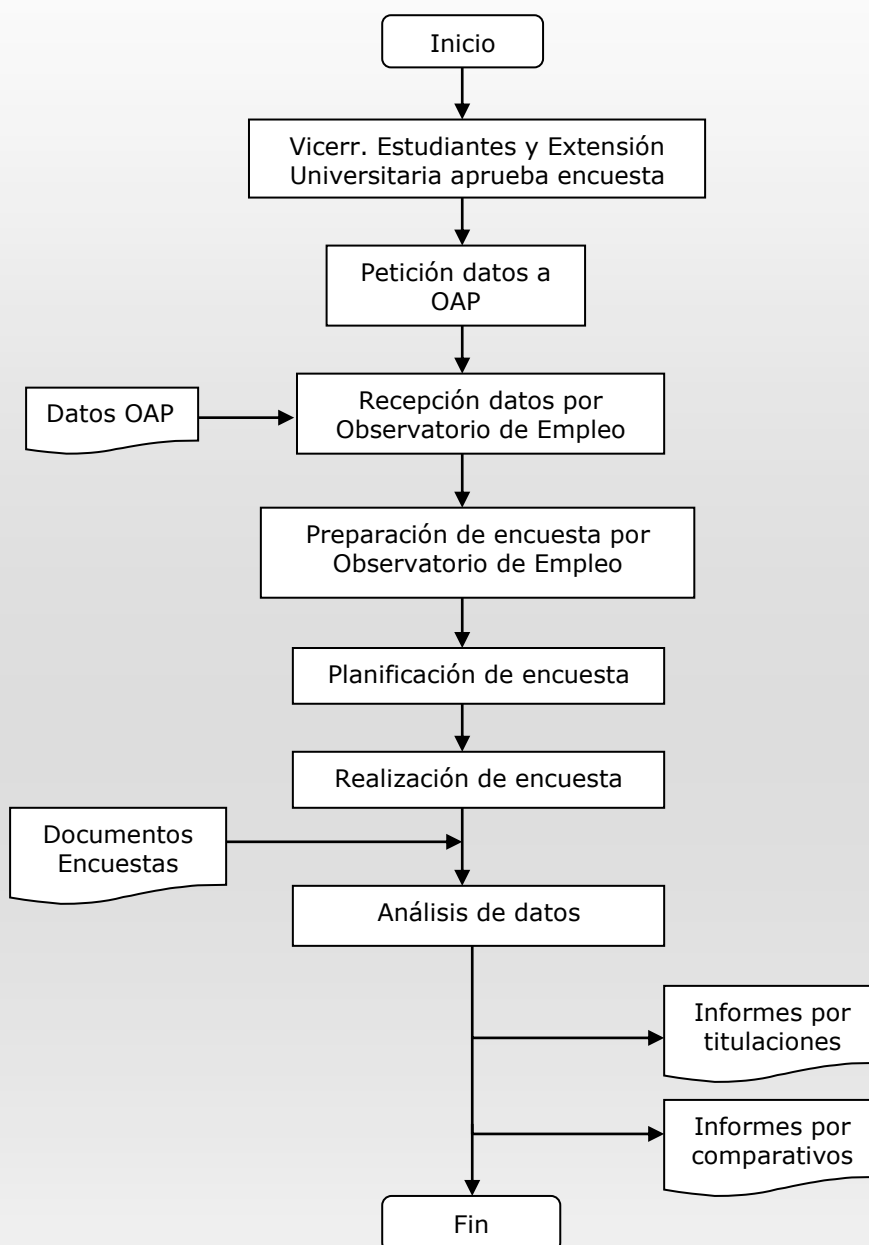 Inicio
Vicerr. Estudiantes y Extensión
Universitaria aprueba encuesta
Petición datos a
OAP
Datos OAP
Recepción datos por
Observatorio de Empleo
Preparación de encuesta por
Observatorio de Empleo
Planificación de encuesta
Realización de encuesta
Documentos
Encuestas
Análisis de datos
Informes por
titulaciones
Informes por
comparativos
Fin